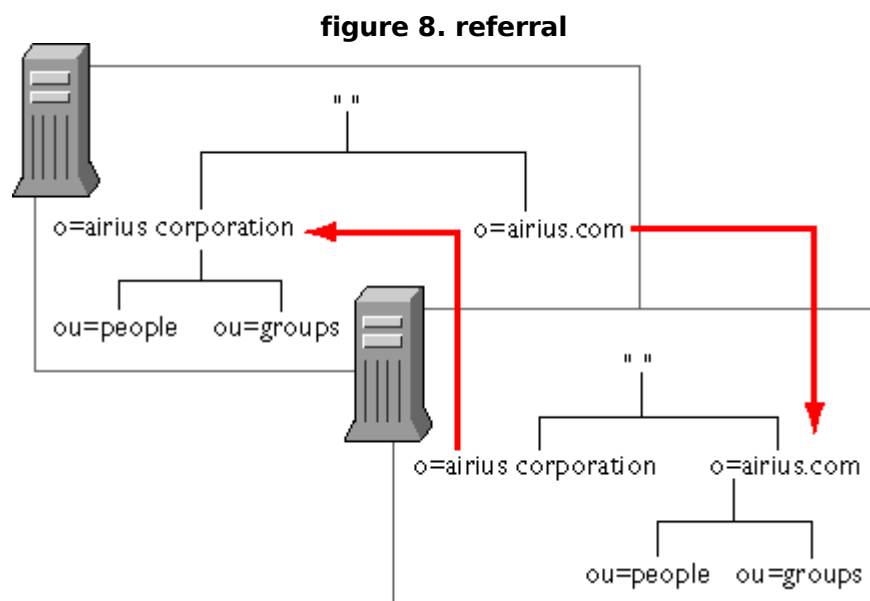 figure 8. referral
" "
o=airius corporation
o=airius.com
ou=people
ou=groups
" "
o=airius corporation
o=airius.com
ou=people
ou=groups